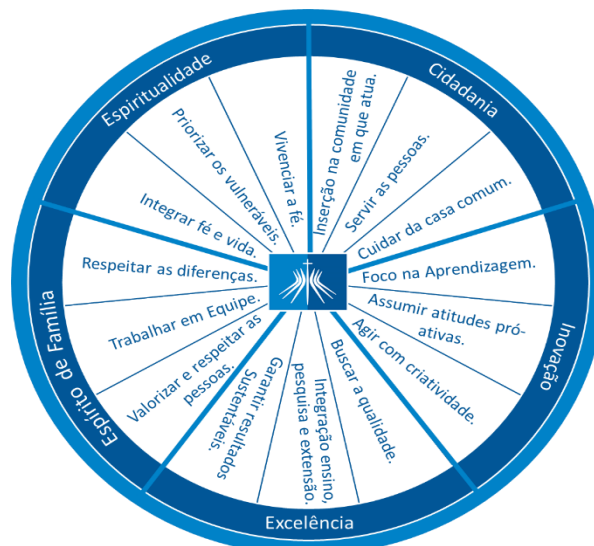 Espiritualidade
Integrar fé e vida.
Priorizar os vulneráveis.
Vivenciar a fé.
Cidadania
Inserção na comunidade
em que atua.
Servir as pessoas.
Cuidar da casa comum.
Inovação
Foco na Aprendizagem.
Assumir atitudes pró-
ativas.
Agir com criatividade.
Excelência
Buscar a qualidade.
Integração ensino,
pesquisa e extensão.
Garantir resultados
Sustentáveis.
Espírito de Família
Valorizar e respeitar as
pessoas.
Trabalhar em Equipe.
Respeitar as diferenças.